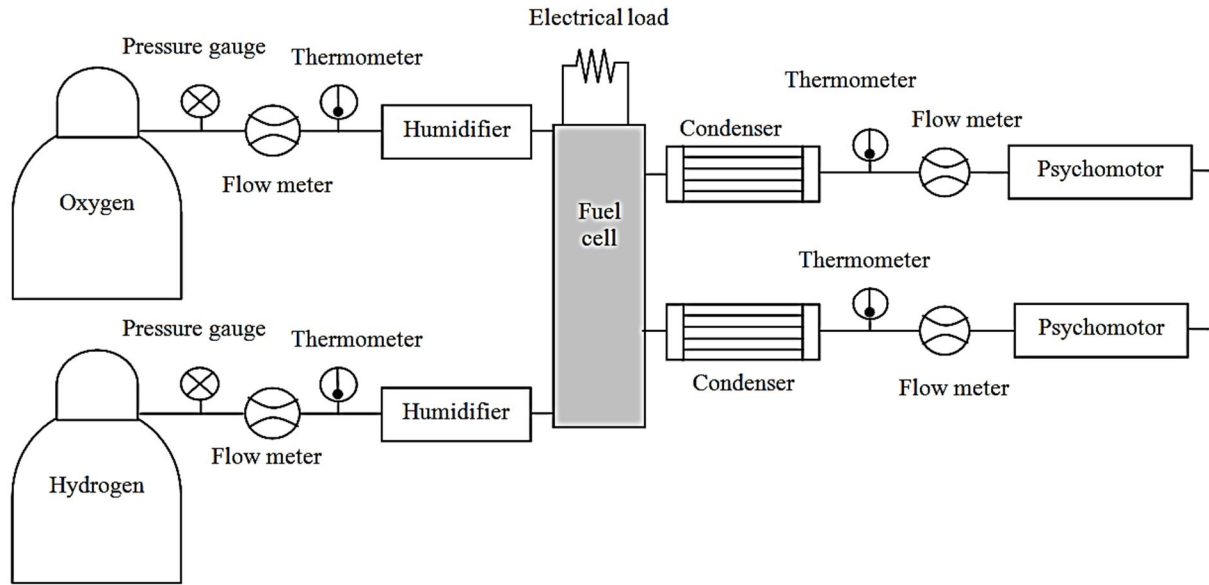 Electrical load
Pressure gauge
Thermometer
Thermometer
Flow meter
Humidifier
Condenser
Flow meter
Psychomotor
Oxygen
Fuel
cell
Thermometer
Pressure gauge
Thermometer
Psychomotor
Humidifier
Condenser
Flow meter
Flow meter
Hydrogen